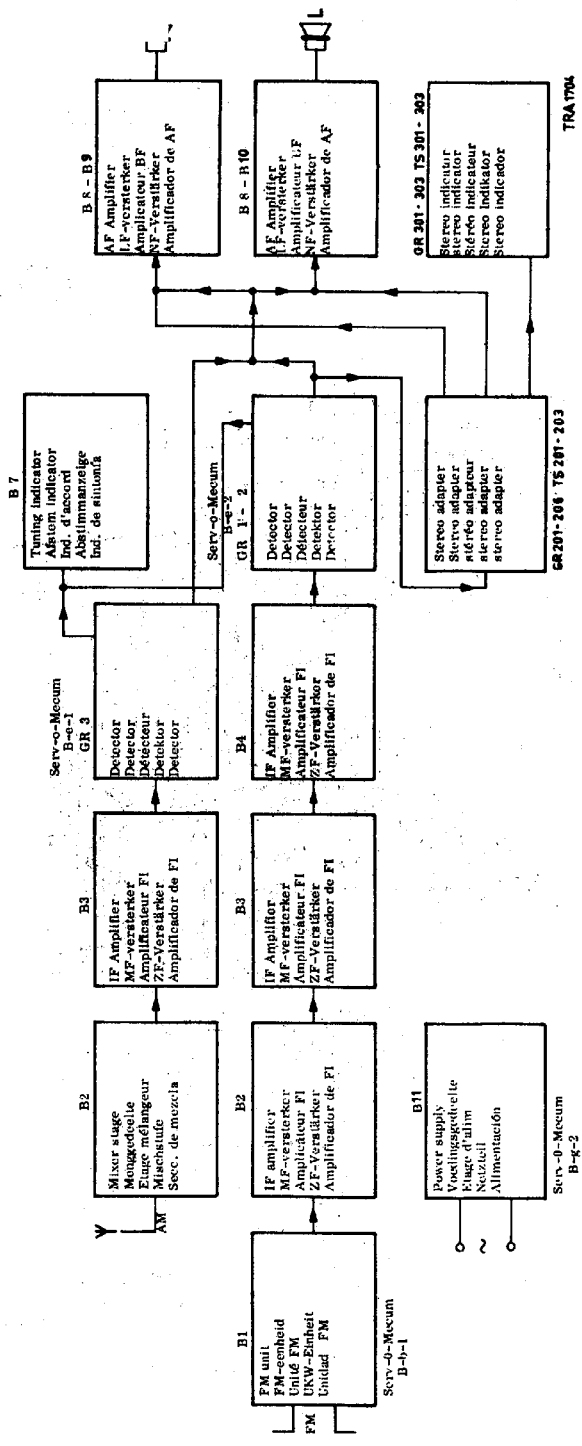 B 7
Tuning indicator
Afstem indicator
Ind. d'accord
Abstimmanzeige
Ind. de sintonía
AM
B2
Mixer stage
Menggedeelte
Etage mélangeur
Mischstufe
Secc. de mezcla
B3
IF Amplifier
MF-versterker
Amplificateur FI
ZF-Verstärker
Amplificador de FI
Serv-o-Mecum
B-e-1
GR 3
Detector
Detector
Détécteur
Detektor
Detector
B 8 - B9
AF Amplifier
LF-versterker
Amplicateur BF
NF-Verstärker
Amplificador de AF
FM
B1
FM unit
FM-eenheid
Unité FM
UKW-Einheit
Unidad FM
Serv-0-Mecum
B-b-1
B2
IF amplifier
MF-versterker
Amplicateur FI
ZF-Verstärker
Amplificador de FI
B3
IF Amplifier
MF-versterker
Amplificateur FI
ZF-Verstärker
Amplificador de FI
B4
IF Amplifier
MF-versterker
Amplificateur FI
ZF-Verstärker
Amplificador de FI
Serv-o-Mecum
B-e-2
GR 1 - 2
Detector
Detector
Détecteur
Detektor
Detector
B 8 - B10
AF Amplifier
LF-versterker
Amplificateur BF
NF-Verstärker
Amplificador de AF
L
B11
Power supply
Voedingsgedeelte
Etage d'alim
Netzteil
Alimentación
~
Serv-0-Mecum
B-g-2
Stereo adapter
Stereo adapter
stéréo adapteur
stereo adapter
stereo adapter
GR201-206 TS 201-203
GR 301-303 TS 301-303
Stereo indicator
stereo indicator
Stéréo indicateur
Stereo Indikator
Stereo indicador
TRA1704